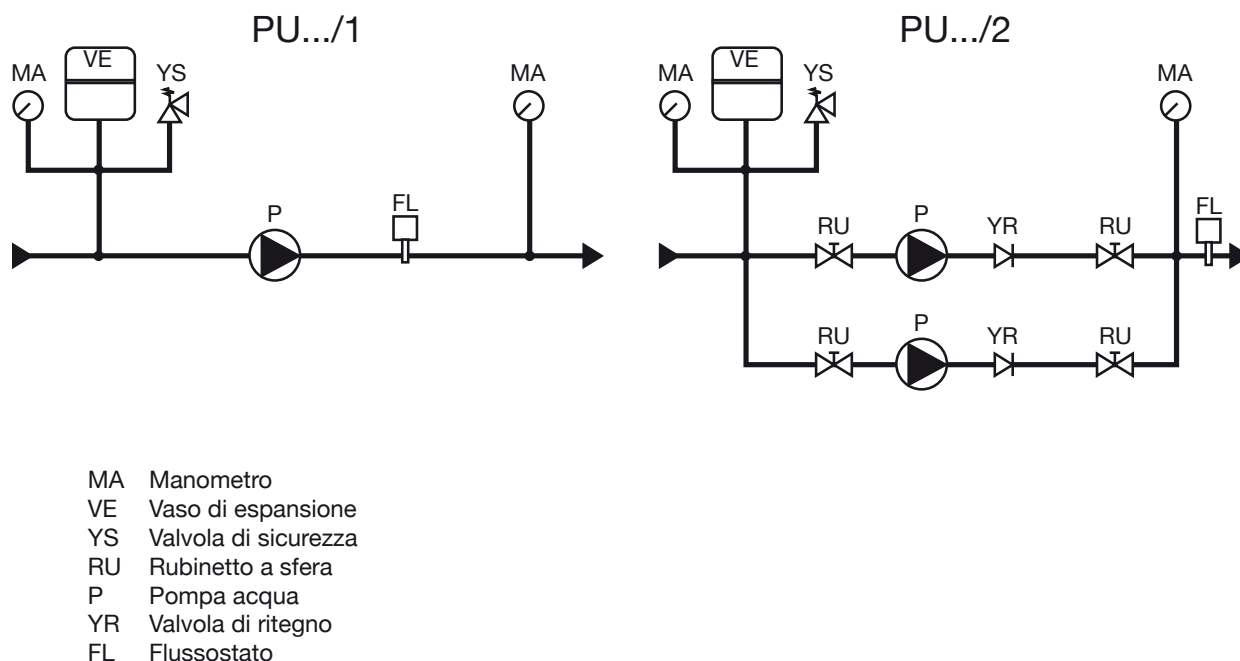 PU.../1
MA
VE
YS
MA
P
FL
PU.../2
MA
VE
YS
MA
RU
P
YR
RU
FL
RU
P
YR
RU
MA Manometro
VE Vaso di espansione
YS Valvola di sicurezza
RU Rubinetto a sfera
P Pompa acqua
YR Valvola di ritegno
FL Flussostato